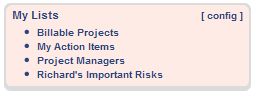 My Lists [ config ]
Billable Projects
My Action Items
Project Managers
Richard's Important Risks